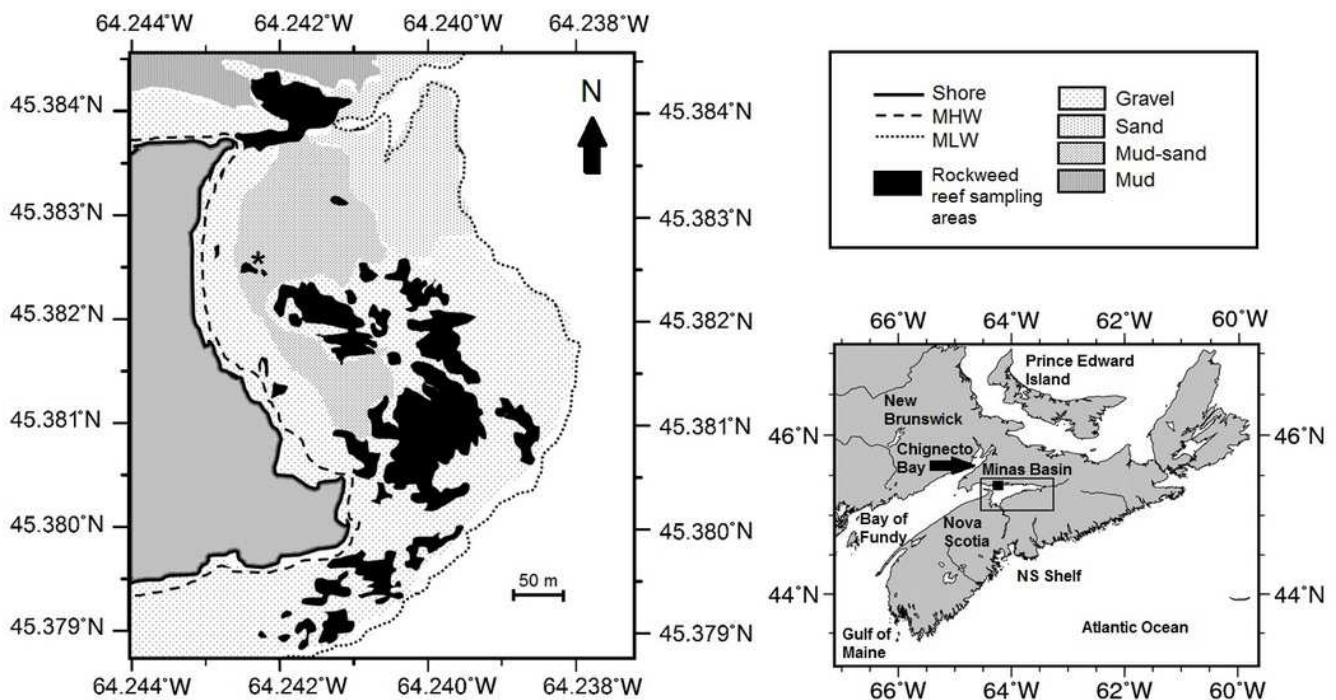 64.244°W 64.242°W 64.240°W 64.238°W
45.384°N
45.383°N
45.382°N
45.381°N
45.380°N
45.379°N
N
*
50 m
45.384°N
45.383°N
45.382°N
45.381°N
45.380°N
45.379°N
64.244°W 64.242°W 64.240°W 64.238°W
Shore
MHW
MLW
Rockweed
reef sampling
areas
Gravel
Sand
Mud-sand
Mud
66°W 64°W 62°W 60°W
Prince Edward
Island
New
Brunswick
46°N
46°N
Chignecto
Bay
Minas Basin
Bay of
Fundy
Nova
Scotia
NS Shelf
44°N
44°N
Gulf of
Maine
Atlantic Ocean
66°W 64°W 62°W 60°W